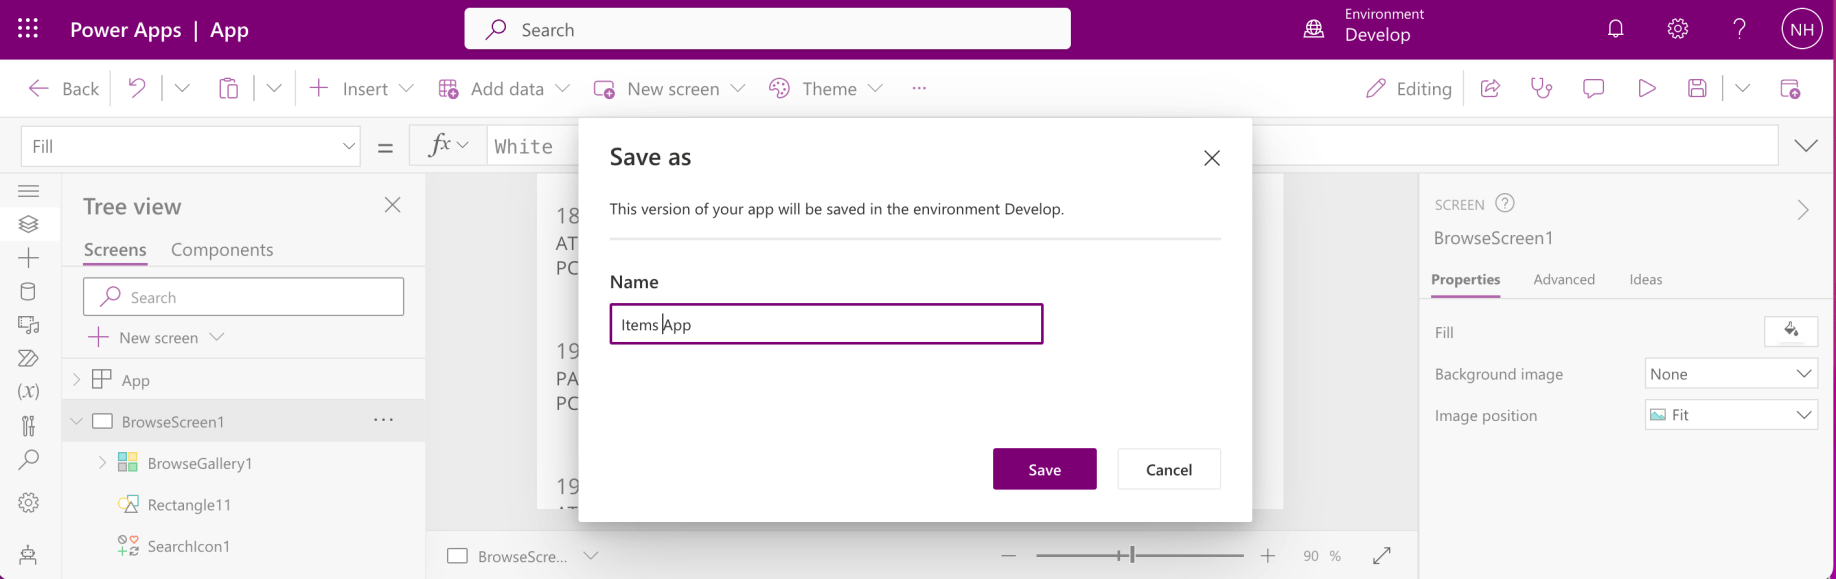 Power Apps | App
Search
Environment
Develop
NH
Back
Insert
Add data
New screen
Theme
Editing
Fill
=
fx
White
Tree view
Screens
Components
Search
New screen
App
BrowseScreen1
BrowseGallery1
Rectangle11
SearchIcon1
(x)
18
AT
PC
19
PA
PC
19
Save as
This version of your app will be saved in the environment Develop.
Name
Items App
Save
Cancel
BrowseScre...
90 %
SCREEN
BrowseScreen1
Properties
Advanced
Ideas
Fill
Background image
None
Image position
Fit